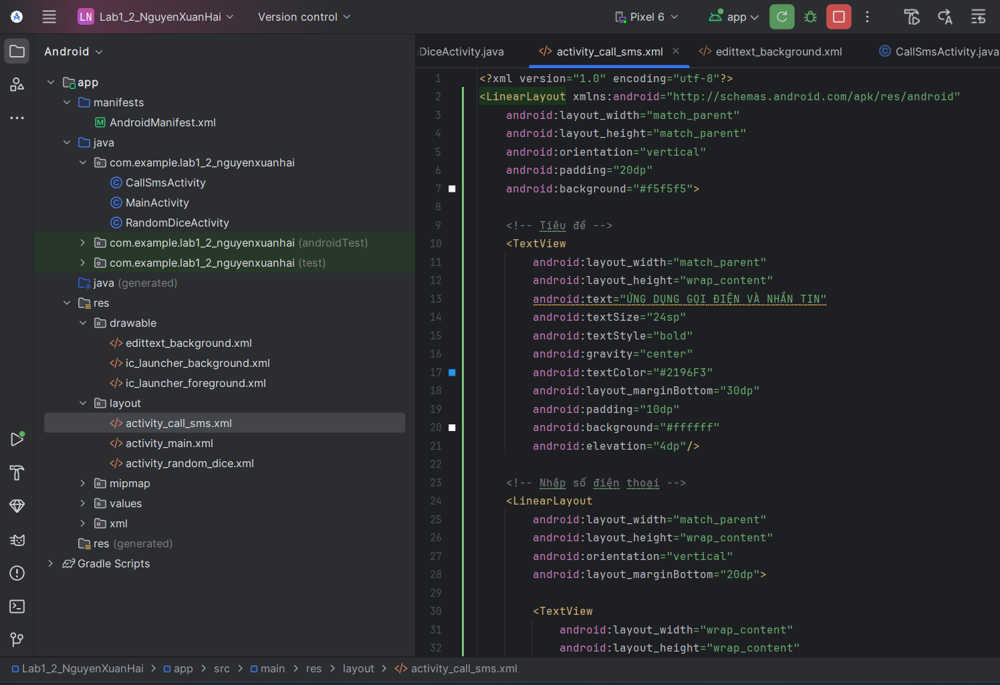 LN Lab1_2_NguyenXuanHai Version control Pixel 6 app
Android
app
manifests
AndroidManifest.xml
java
com.example.lab1_2_nguyenxuanhai
CallSmsActivity
MainActivity
RandomDiceActivity
com.example.lab1_2_nguyenxuanhai (androidTest)
com.example.lab1_2_nguyenxuanhai (test)
java (generated)
res
drawable
edittext_background.xml
ic_launcher_background.xml
ic_launcher_foreground.xml
layout
activity_call_sms.xml
activity_main.xml
activity_random_dice.xml
mipmap
values
xml
res (generated)
Gradle Scripts
DiceActivity.java activity_call_sms.xml edittext_background.xml CallSmsActivity.java
1 <?xml version="1.0" encoding="utf-8"?>
2 <LinearLayout xmlns:android="http://schemas.android.com/apk/res/android"
3 android:layout_width="match_parent"
4 android:layout_height="match_parent"
5 android:orientation="vertical"
6 android:padding="20dp"
7 android:background="#f5f5f5">
8
9 <!-- Tiêu đề -->
10 <TextView
11 android:layout_width="match_parent"
12 android:layout_height="wrap_content"
13 android:text="ỨNG DỤNG GỌI ĐIỆN VÀ NHẮN TIN"
14 android:textSize="24sp"
15 android:textStyle="bold"
16 android:gravity="center"
17 android:textColor="#2196F3"
18 android:layout_marginBottom="30dp"
19 android:padding="10dp"
20 android:background="#ffffff"
21 android:elevation="4dp"/>
22
23 <!-- Nhập số điện thoại -->
24 <LinearLayout
25 android:layout_width="match_parent"
26 android:layout_height="wrap_content"
27 android:orientation="vertical"
28 android:layout_marginBottom="20dp">
29
30 <TextView
31 android:layout_width="wrap_content"
32 android:layout_height="wrap_content"
Lab1_2_NguyenXuanHai > app > src > main > res > layout > activity_call_sms.xml